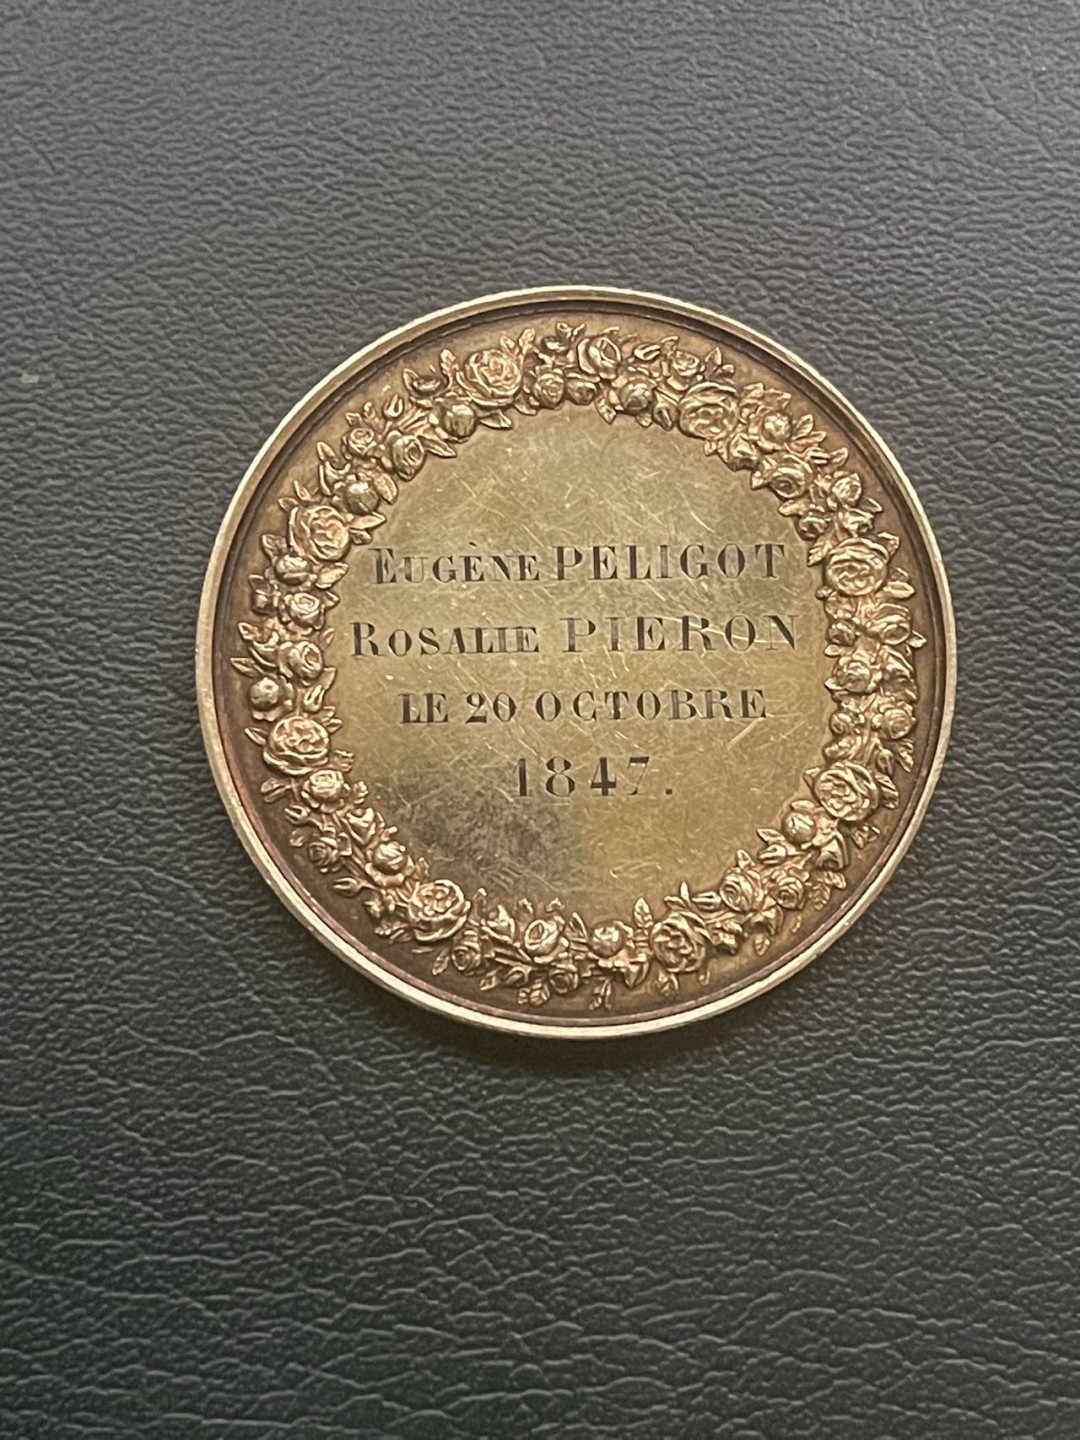 EUGÈNE PELIGOT
ROSALIE PIERON
LE 20 OCTOBRE
1847.